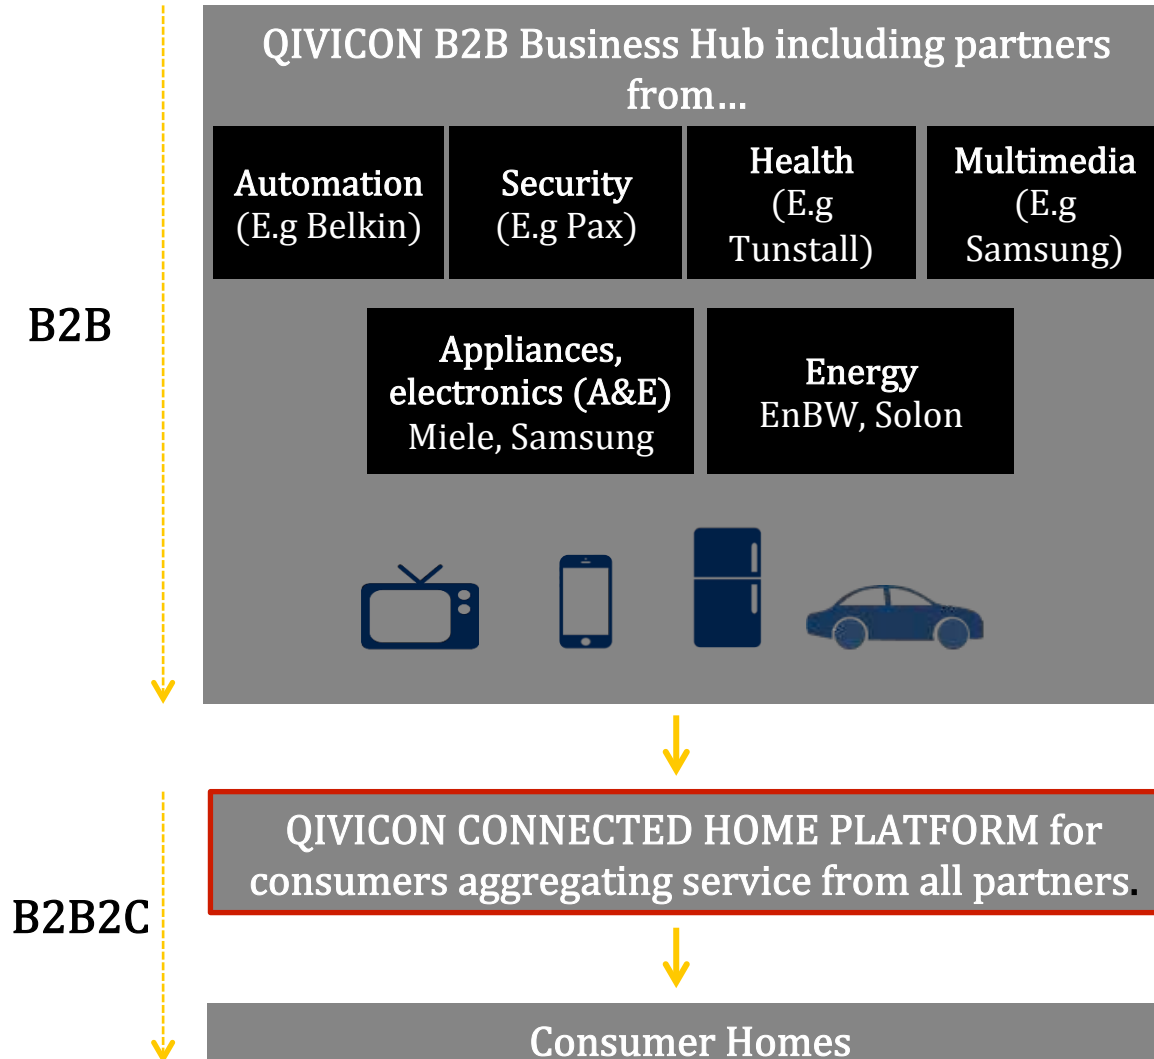 QIVICON B2B Business Hub including partners
from...
Automation
(E.g Belkin)
Security
(E.g Pax)
Health
(E.g
Tunstall)
Multimedia
(E.g
Samsung)
B2B
Appliances,
electronics (A&E)
Miele, Samsung
Energy
EnBW, Solon
QIVICON CONNECTED HOME PLATFORM for
consumers aggregating service from all partners.
B2B2C
Consumer Homes